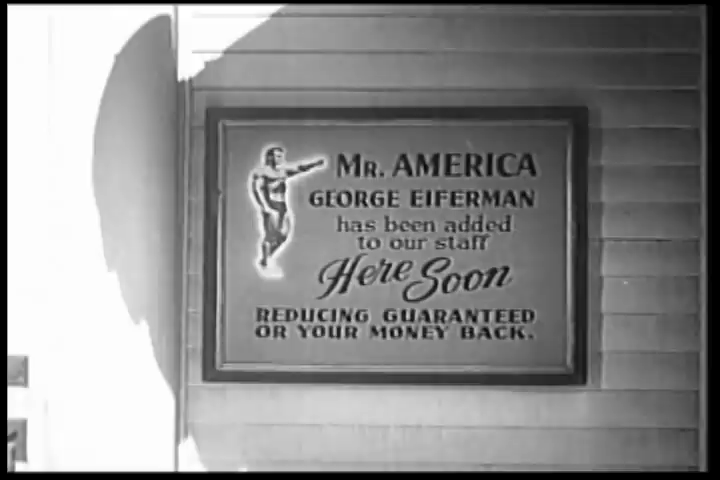 Mr. AMERICA
GEORGE EIFERMAN
has been added
to our staff
Here Soon
REDUCING GUARANTEED
OR YOUR MONEY BACK.